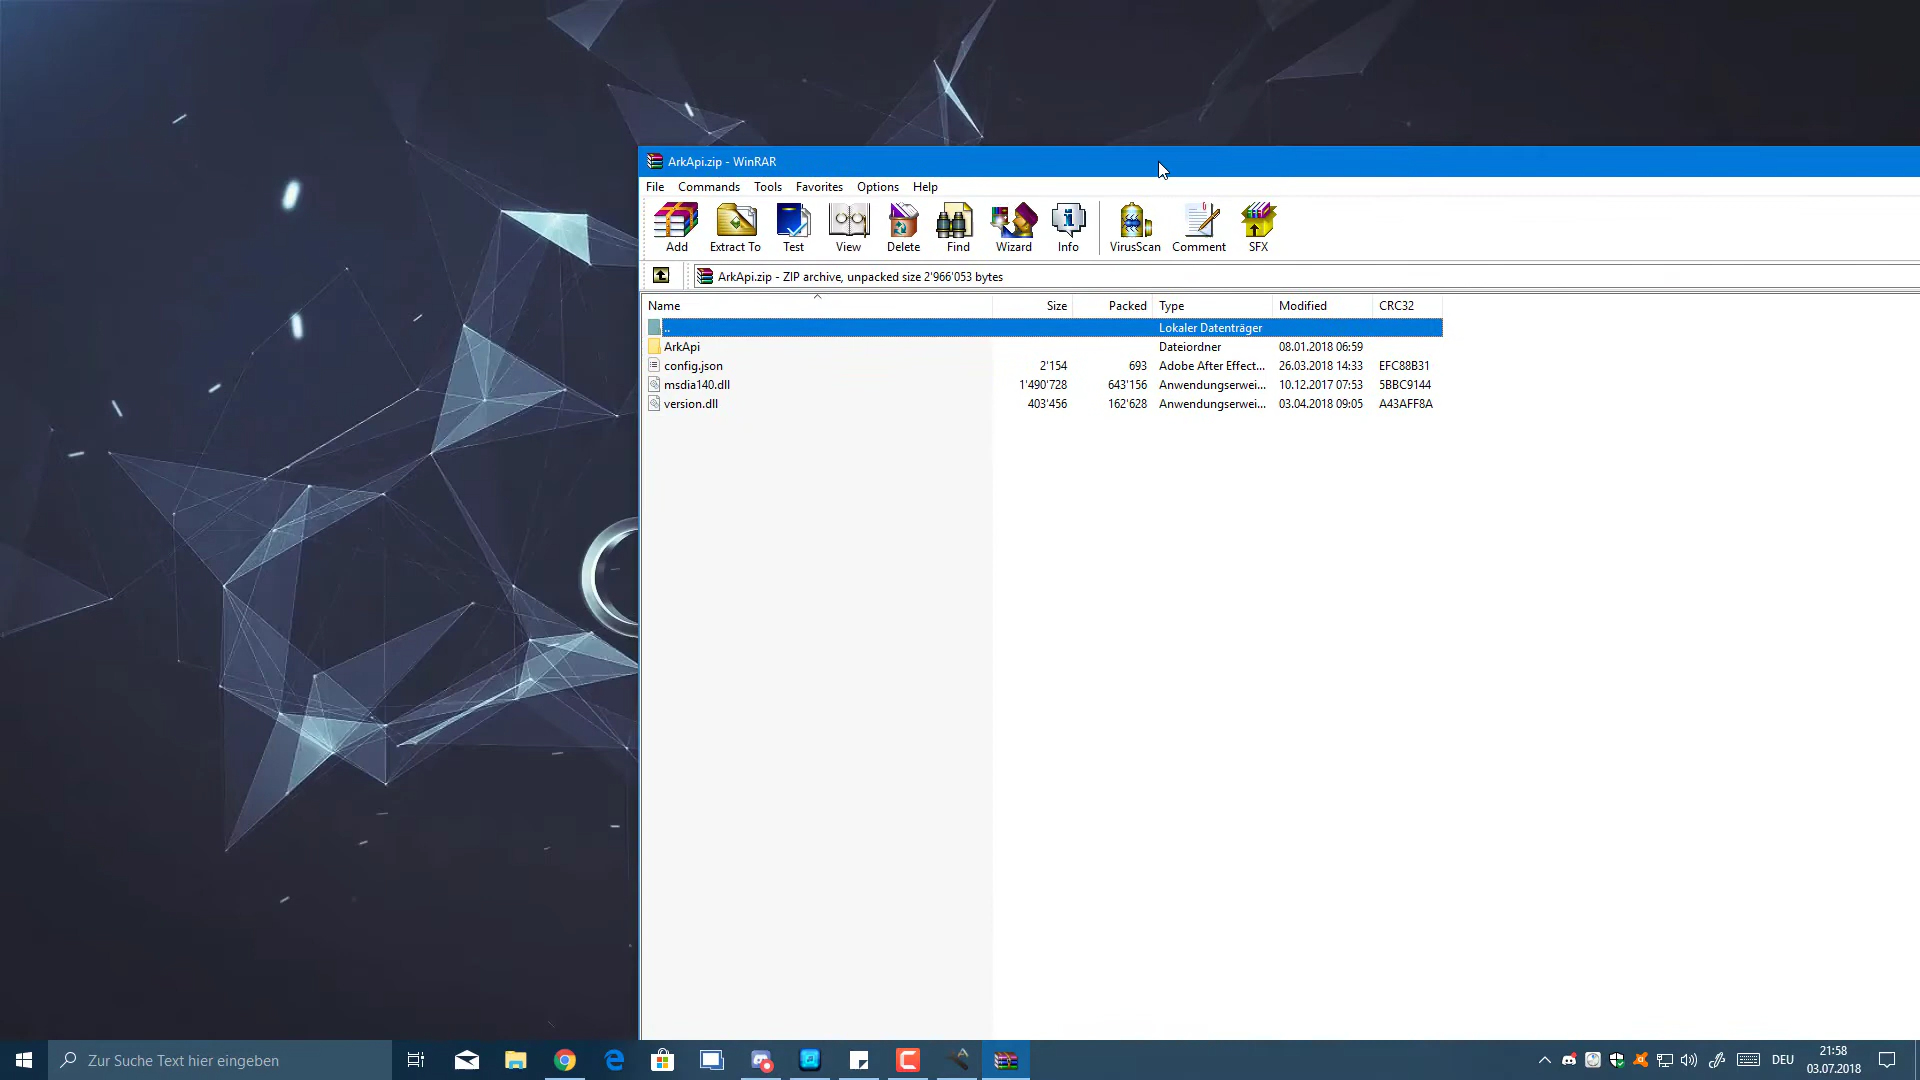 ArkApi.zip - WinRAR
File Commands Tools Favorites Options Help
Add Extract To Test View Delete Find Wizard Info VirusScan Comment SFX
ArkApi.zip - ZIP archive, unpacked size 2'966'053 bytes
Name Size Packed Type Modified CRC32
.. Lokaler Datenträger
ArkApi Dateiordner 08.01.2018 06:59
config.json 2'154 693 Adobe After Effect... 26.03.2018 14:33 EFC88B31
msdia140.dll 1'490'728 643'156 Anwendungserwei... 10.12.2017 07:53 5BBC9144
version.dll 403'456 162'628 Anwendungserwei... 03.04.2018 09:05 A43AFF8A
Zur Suche Text hier eingeben
DEU
21:58
03.07.2018